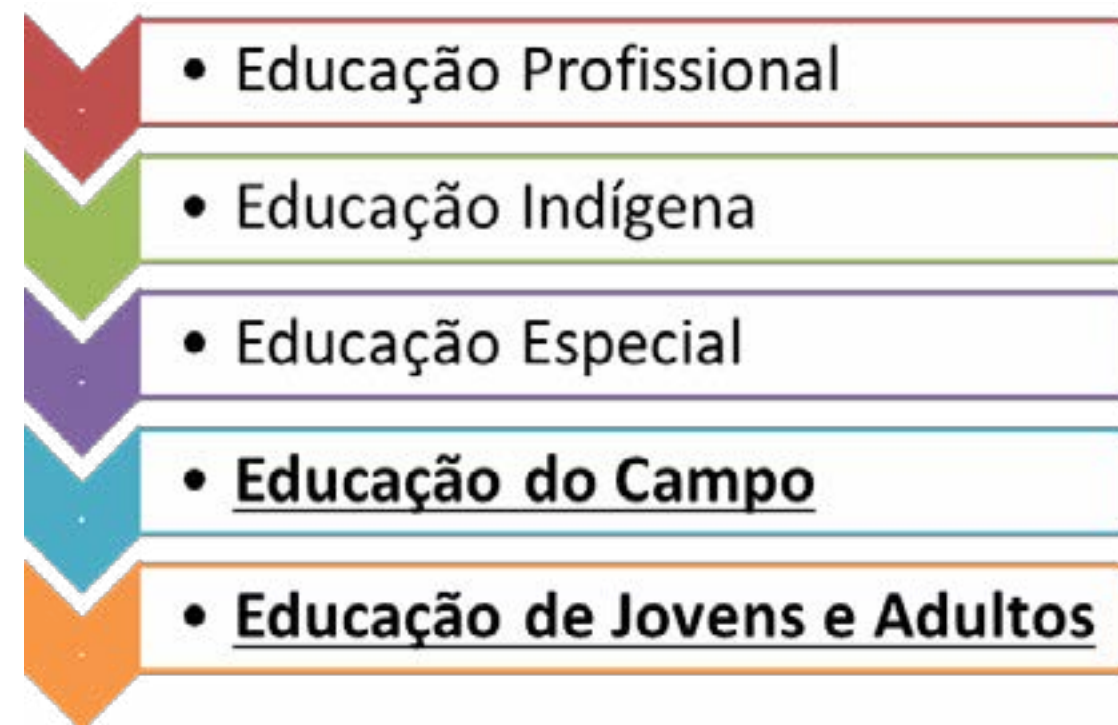 • Educação Profissional
• Educação Indígena
• Educação Especial
• Educação do Campo
• Educação de Jovens e Adultos